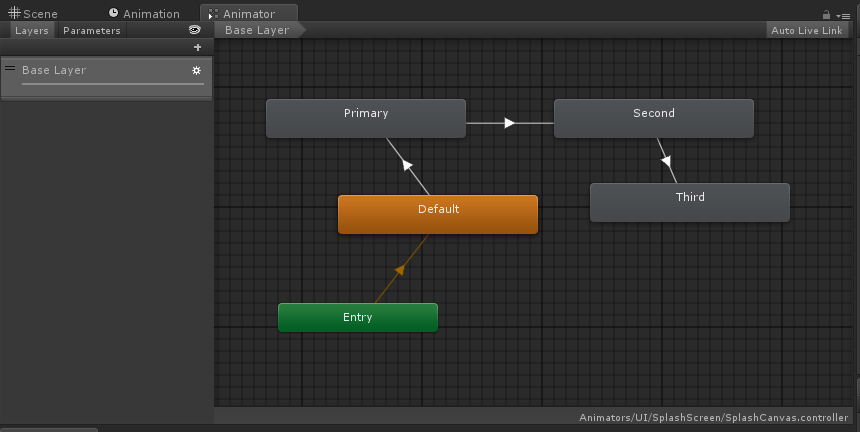 Scene Animation Animator
Layers Parameters Base Layer Auto Live Link
Base Layer
Primary Second
Third
Default
Entry
Animators/UI/SplashScreen/SplashCanvas.controller